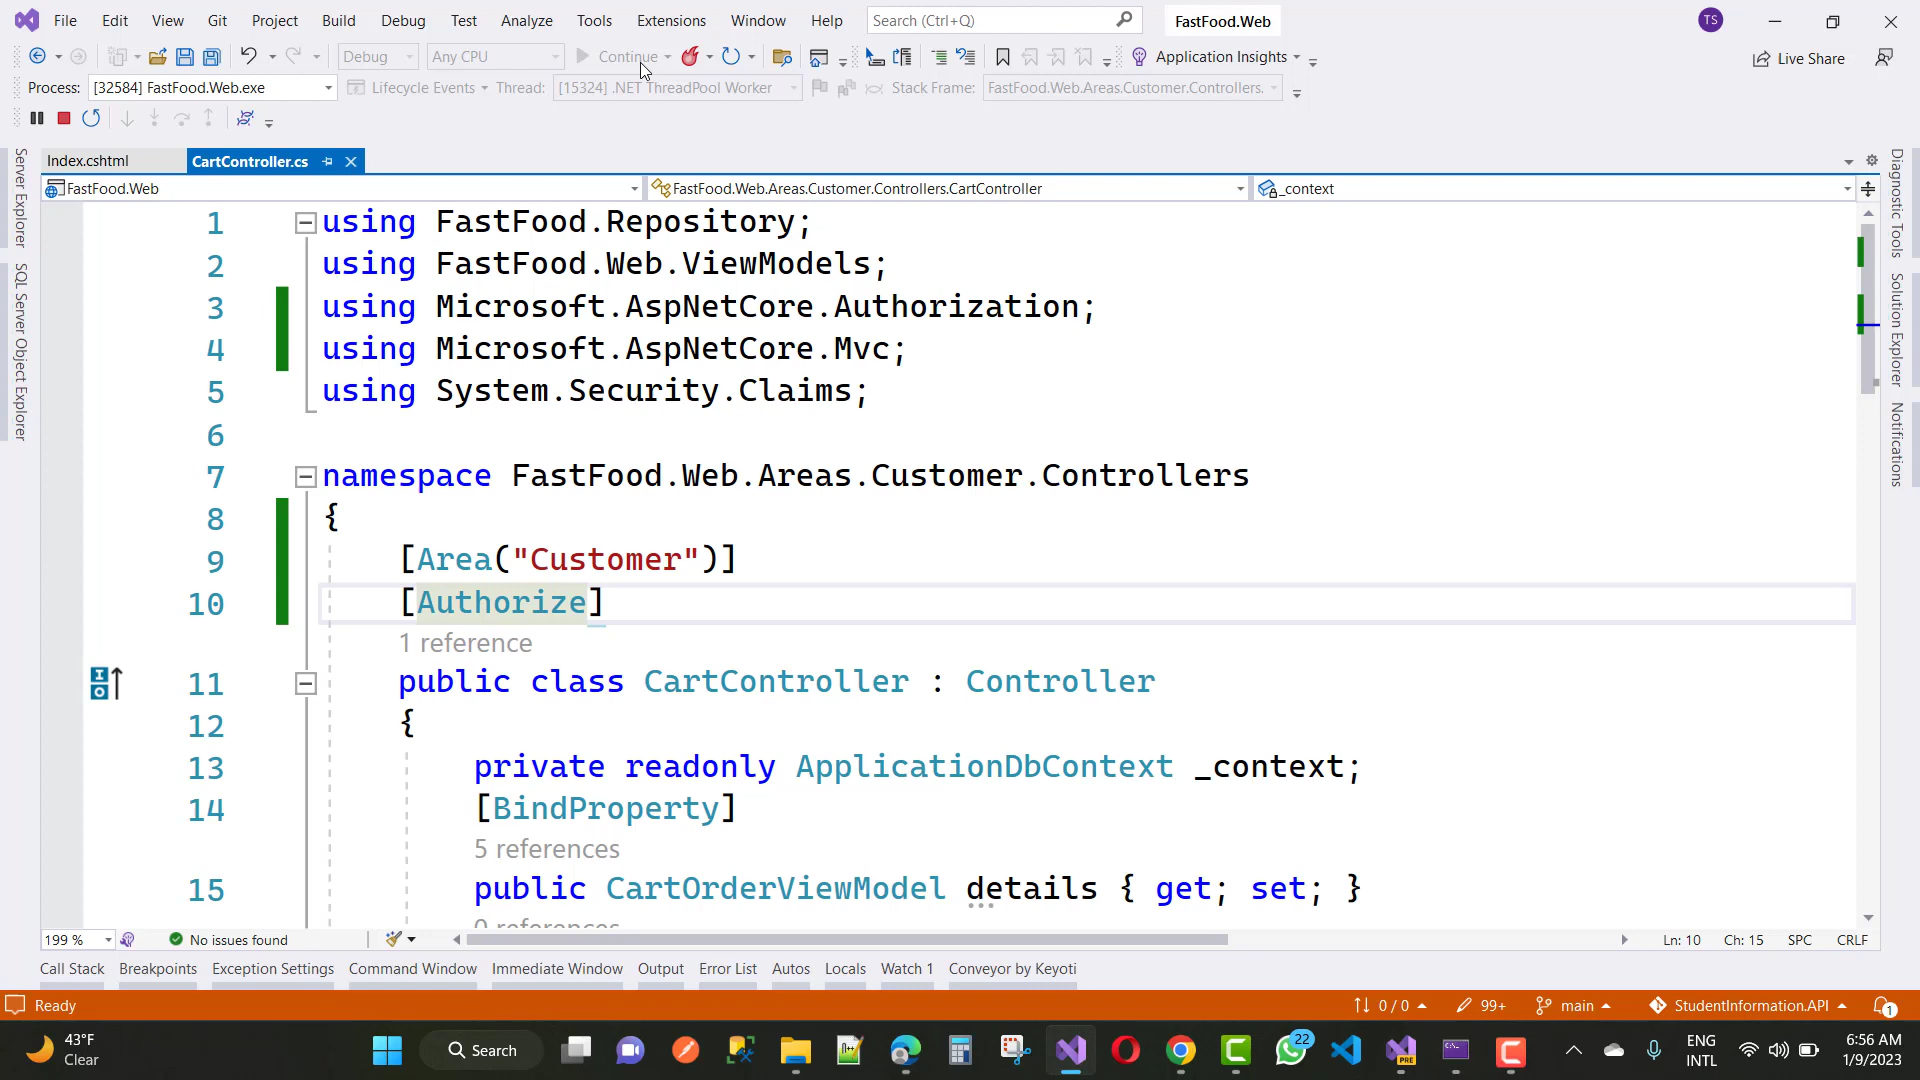 File Edit View Git Project Build Debug Test Analyze Tools Extensions Window Help Search (Ctrl+Q) FastFood.Web TS
Debug Any CPU Continue Application Insights Live Share
Process: [32584] FastFood.Web.exe Lifecycle Events Thread: [15324] .NET ThreadPool Worker Stack Frame: FastFood.Web.Areas.Customer.Controllers.
Index.cshtml CartController.cs
FastFood.Web FastFood.Web.Areas.Customer.Controllers.CartController _context
Server Explorer
SQL Server Object Explorer
Diagnostic Tools
Solution Explorer
Notifications
1 using FastFood.Repository;
2 using FastFood.Web.ViewModels;
3 using Microsoft.AspNetCore.Authorization;
4 using Microsoft.AspNetCore.Mvc;
5 using System.Security.Claims;
6
7 namespace FastFood.Web.Areas.Customer.Controllers
8 {
9 [Area("Customer")]
10 [Authorize]
1 reference
11 public class CartController : Controller
12 {
13 private readonly ApplicationDbContext _context;
14 [BindProperty]
5 references
15 public CartOrderViewModel details { get; set; }
0 references
199 % No issues found Ln: 10 Ch: 15 SPC CRLF
Call Stack Breakpoints Exception Settings Command Window Immediate Window Output Error List Autos Locals Watch 1 Conveyor by Keyoti
Ready 0 / 0 99+ main StudentInformation.API 1
43°F
Clear
Search
22
PRE
ENG
INTL
6:56 AM
1/9/2023